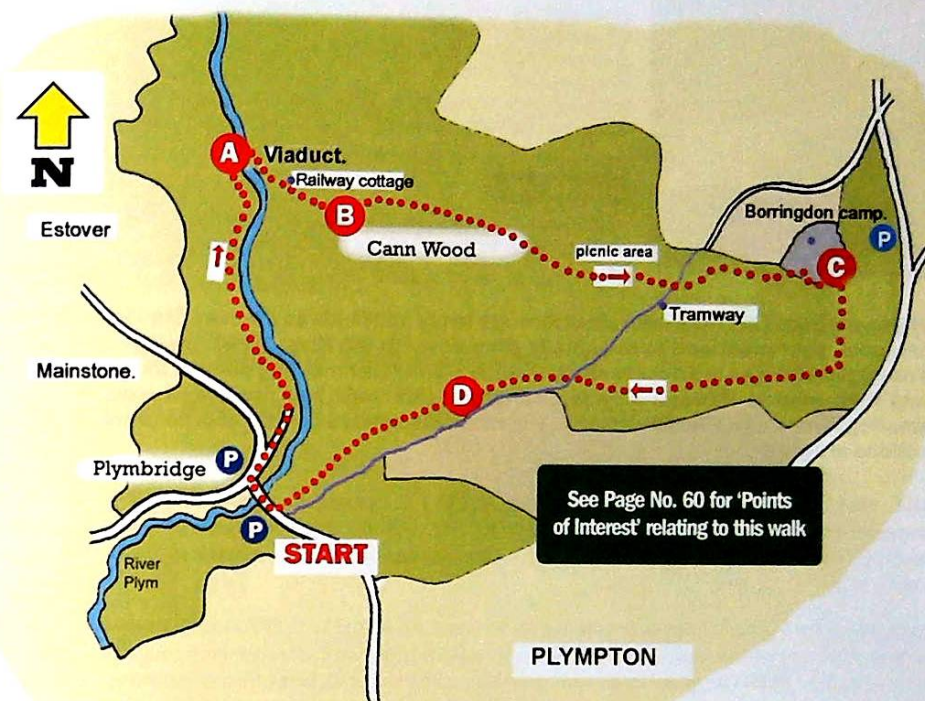 N
Estover
A
Viaduct.
Railway cottage
B
Cann Wood
picnic area
Borringdon camp.
P
C
Tramway
Mainstone.
D
Plymbridge
P
See Page No. 60 for 'Points
of Interest' relating to this walk
P
START
River
Plym
PLYMPTON